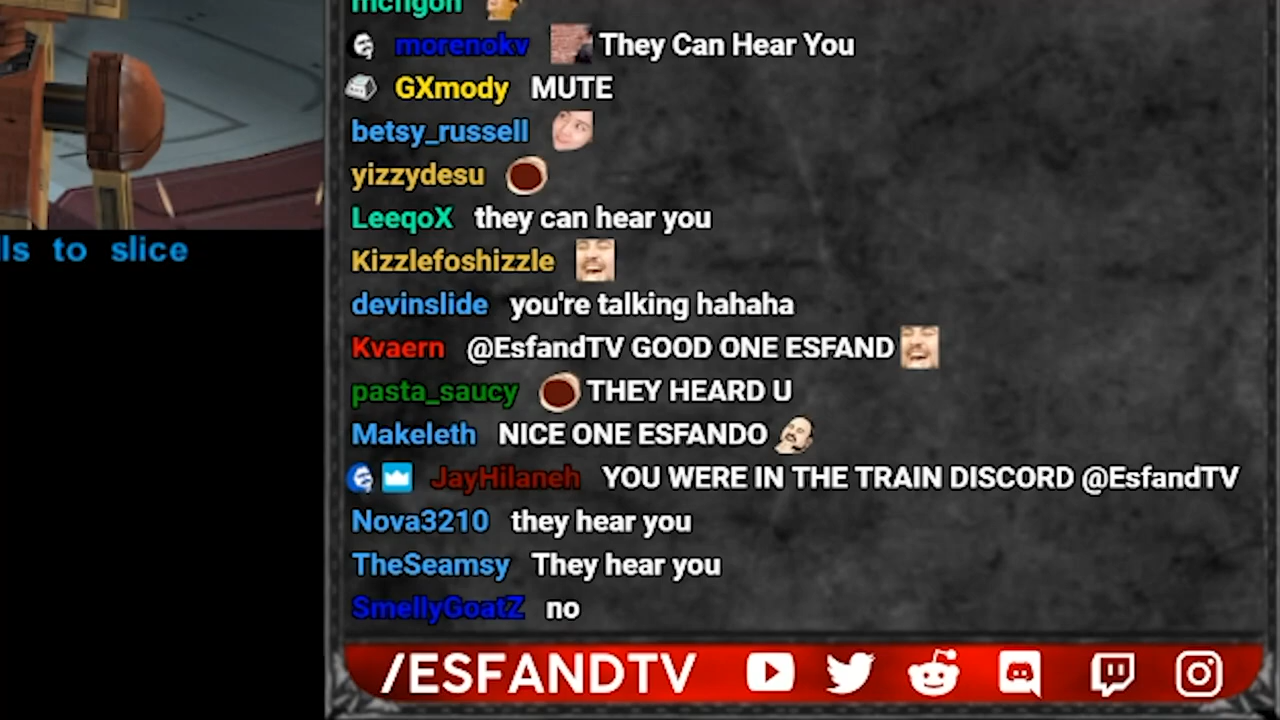 mchgon
morenokv They Can Hear You
GXmody MUTE
betsy_russell
yizzydesu
LeeqoX they can hear you
Kizzlefoshizzle
lls to slice
devinslide you're talking hahaha
Kvaern @EsfandTV GOOD ONE ESFAND
pasta_saucy THEY HEARD U
Makeleth NICE ONE ESFANDO
JayHilaneh YOU WERE IN THE TRAIN DISCORD @EsfandTV
Nova3210 they hear you
TheSeamsy They hear you
SmellyGoatZ no
/ESFANDTV